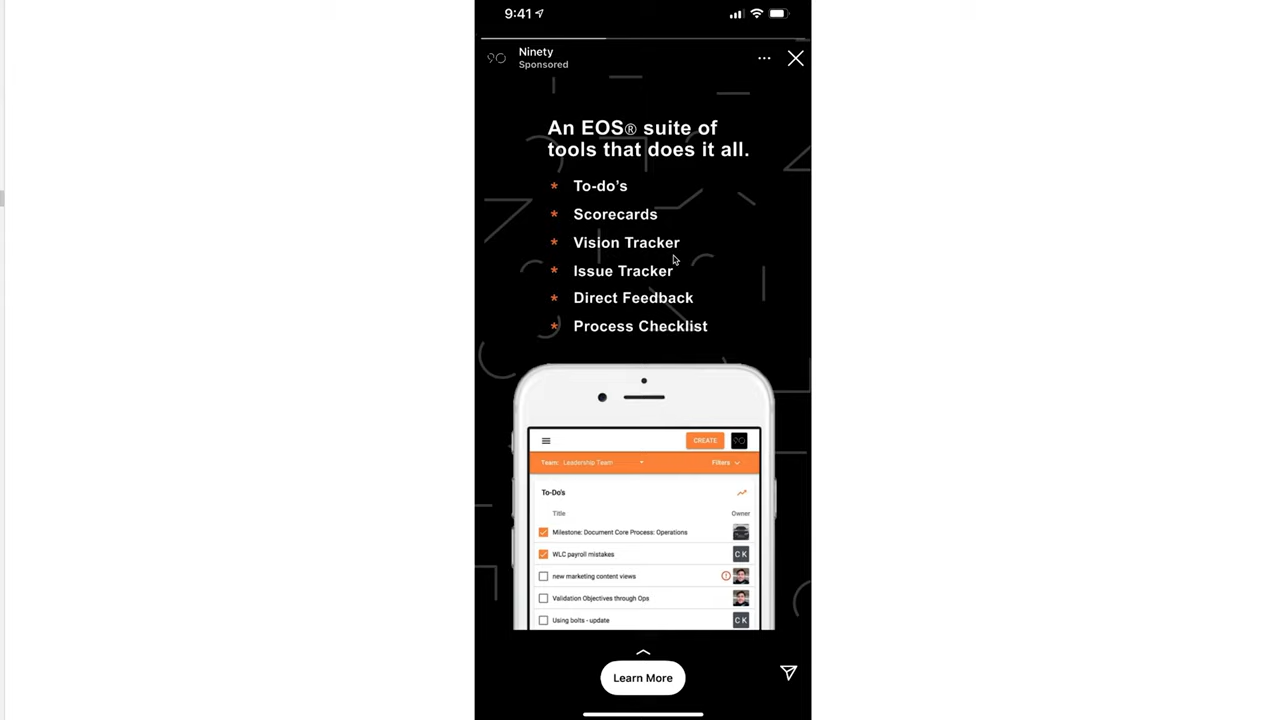 9:41
Ninety
Sponsored
An EOS® suite of
tools that does it all.
* To-do's
* Scorecards
* Vision Tracker
* Issue Tracker
* Direct Feedback
* Process Checklist
CREATE 90
Team: Leadership Team Filters
To-Do's
Title Owner
Milestone: Document Core Process: Operations
WLC payroll mistakes CK
new marketing content views
Validation Objectives through Ops
Using bolts - update CK
Learn More